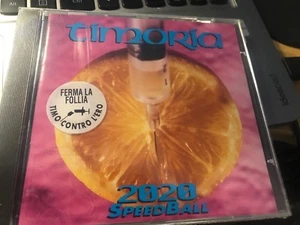 timoria
FERMA LA
FOLLIA
TIMO CONTRO L'ERO
2020
SPEEDBALL